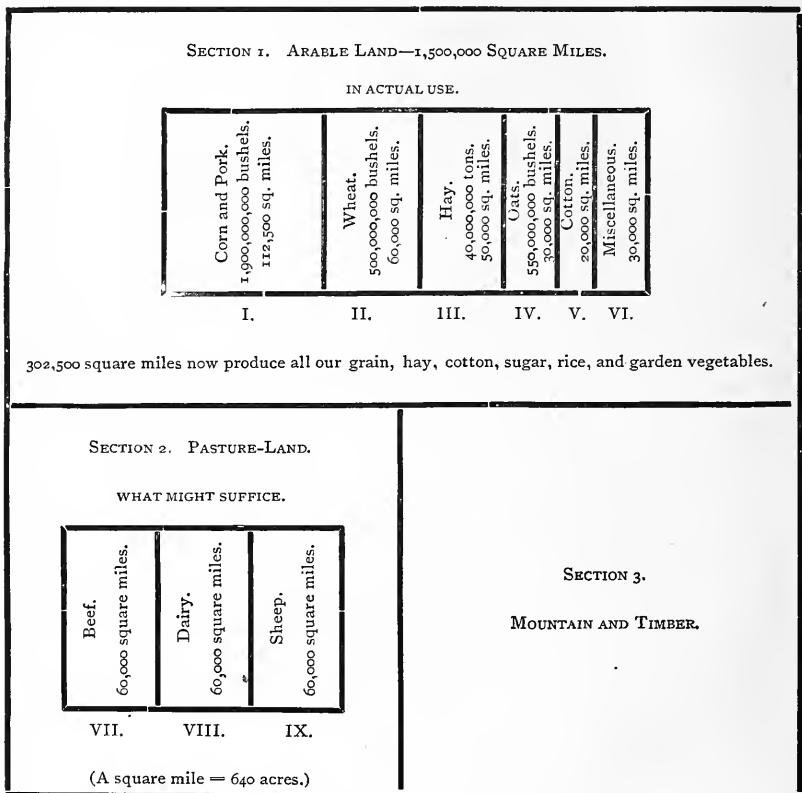 SECTION 1. ARABLE LAND—1,500,000 SQUARE MILES.
IN ACTUAL USE.
Corn and Pork.
1,900,000,000 bushels.
112,500 sq. miles.
Wheat.
500,000,000 bushels.
60,000 sq. miles.
Hay.
40,000,000 tons.
50,000 sq. miles.
Oats.
550,000,000 bushels.
30,000 sq. miles.
Cotton.
20,000 sq. miles.
Miscellaneous.
30,000 sq. miles.
I. II. III. IV. V. VI.
302,500 square miles now produce all our grain, hay, cotton, sugar, rice, and garden vegetables.
SECTION 2. PASTURE-LAND.
WHAT MIGHT SUFFICE.
Beef.
60,000 square miles.
Dairy.
60,000 square miles.
Sheep.
60,000 square miles.
VII. VIII. IX.
(A square mile = 640 acres.)
SECTION 3.
MOUNTAIN AND TIMBER.